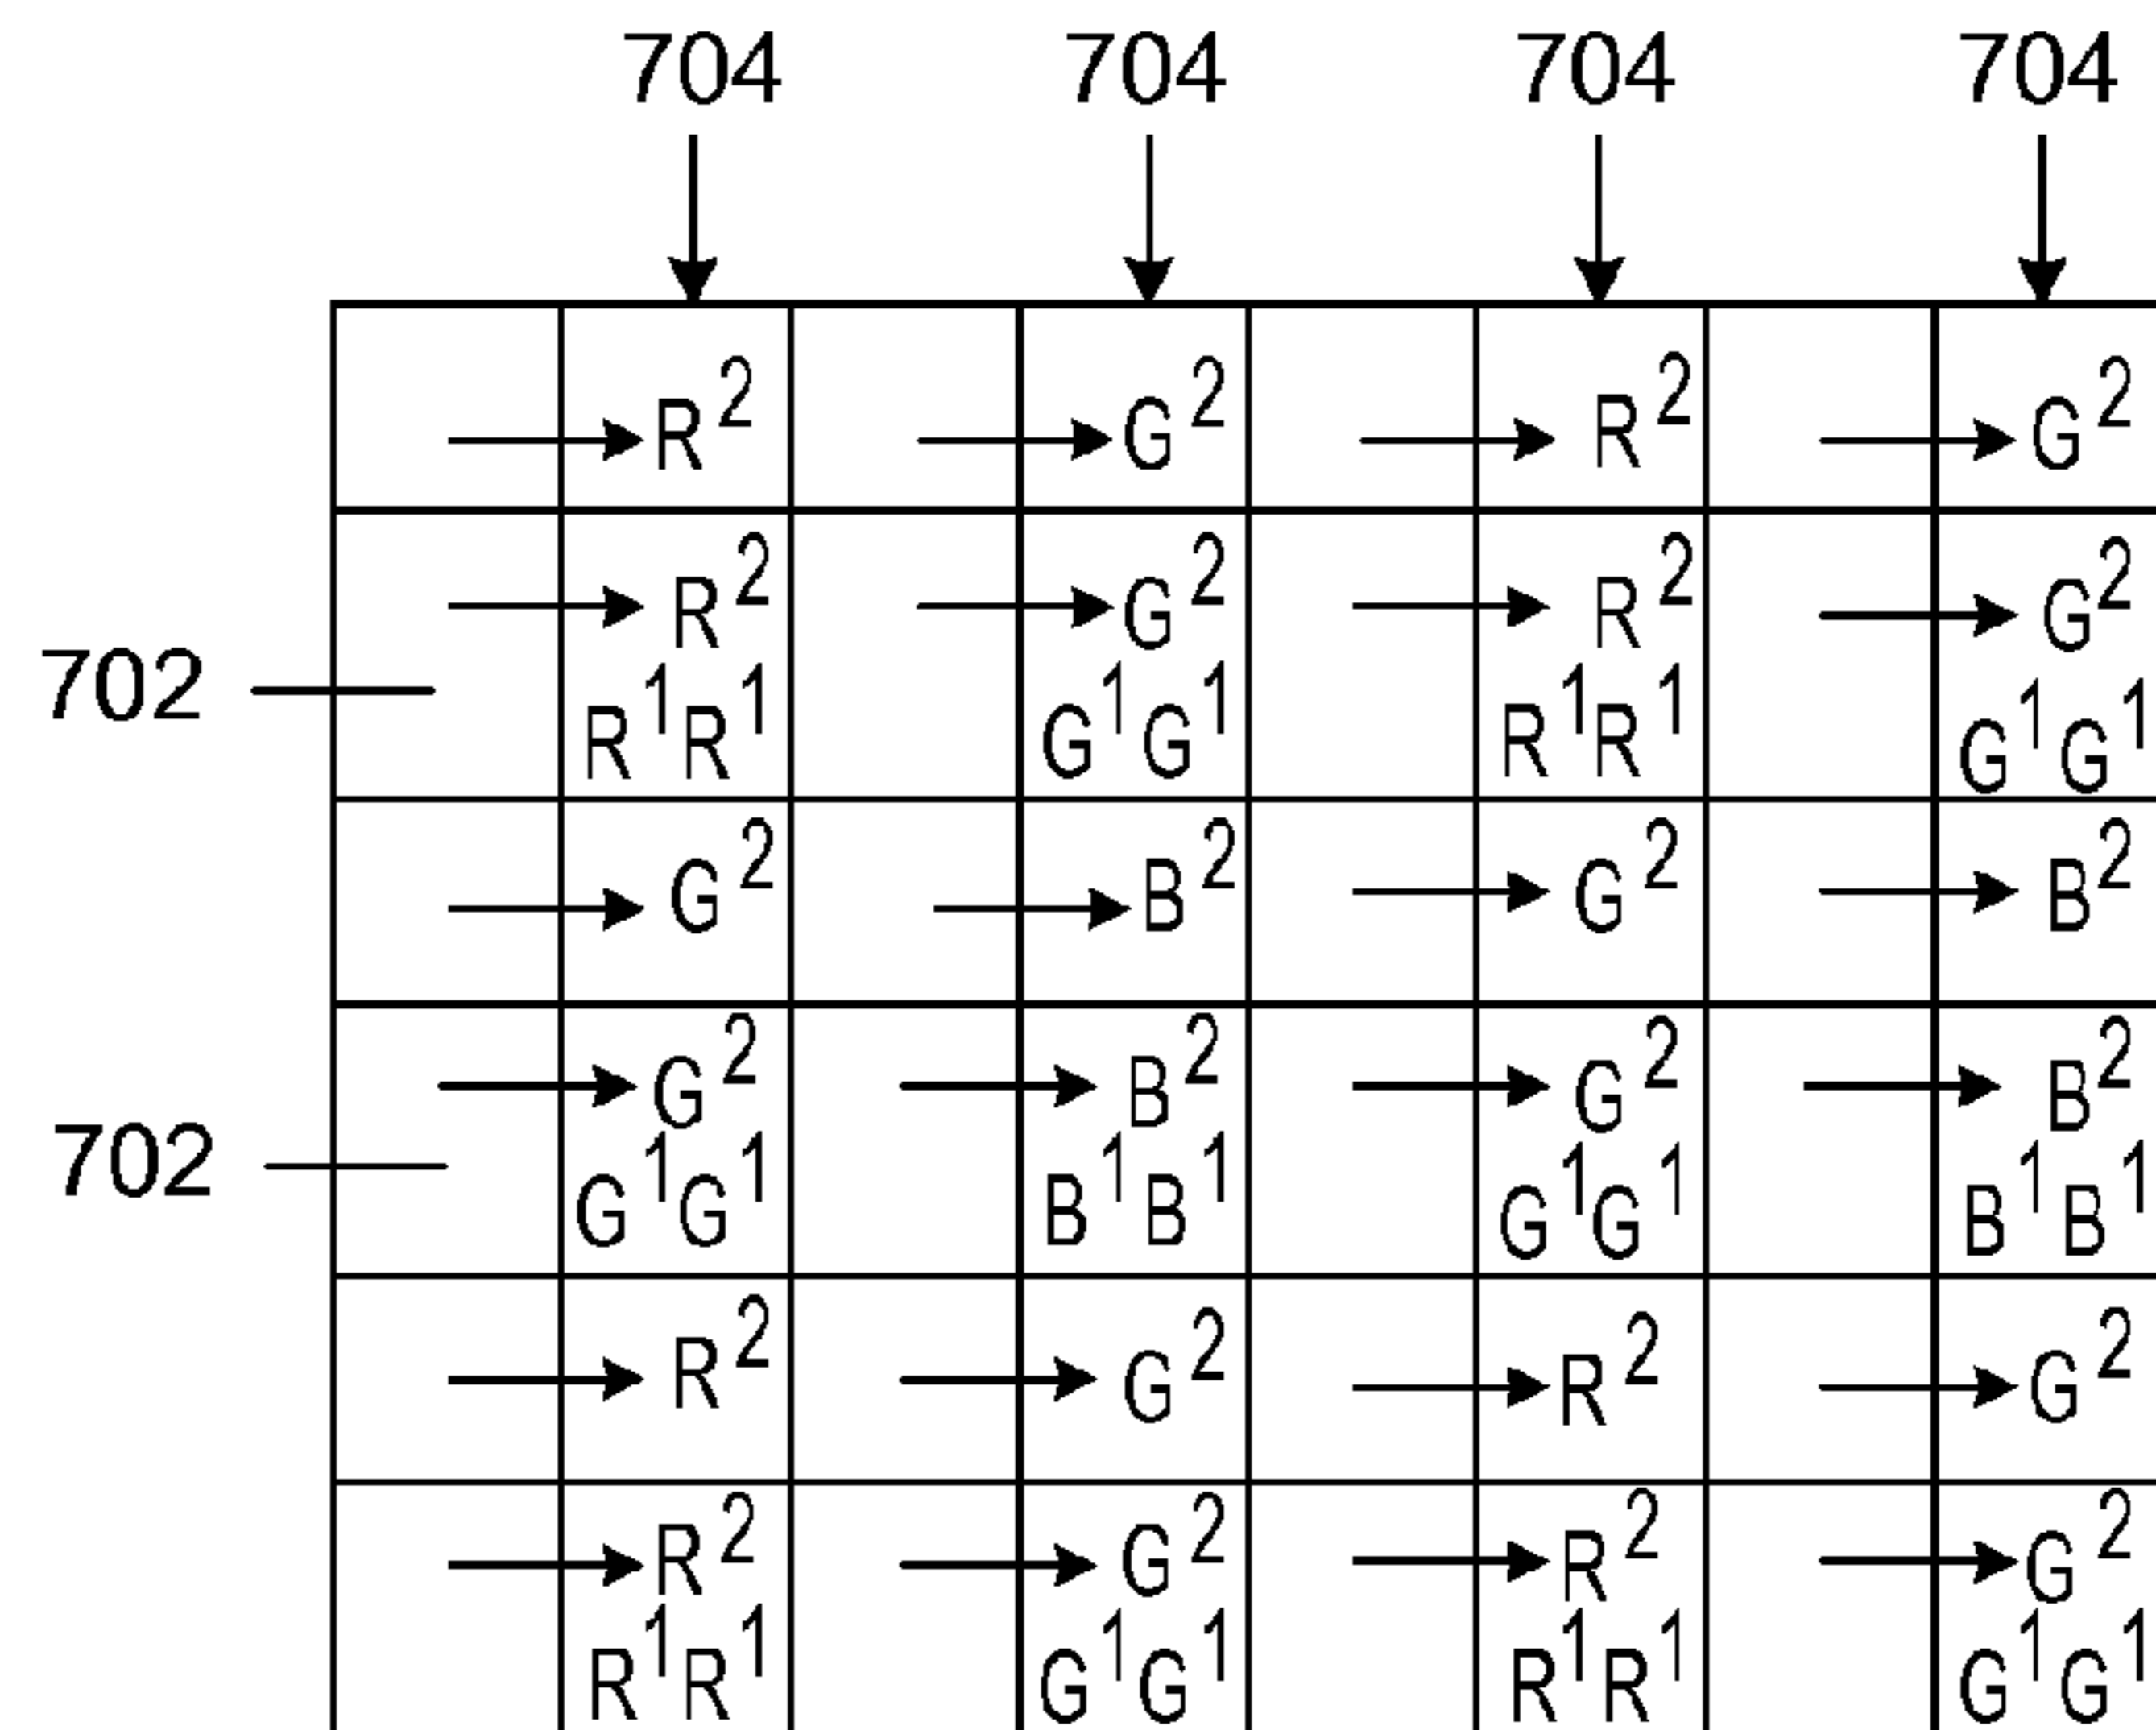 704 704 704 704
R² G² R² G²
R² G² R² G²
702
R¹R¹ G¹G¹ R¹R¹ G¹G¹
G² B² G² B²
G² B² G² B²
702
G¹G¹ B¹B¹ G¹G¹ B¹B¹
R² G² R² G²
R² G² R² G²
R¹R¹ G¹G¹ R¹R¹ G¹G¹